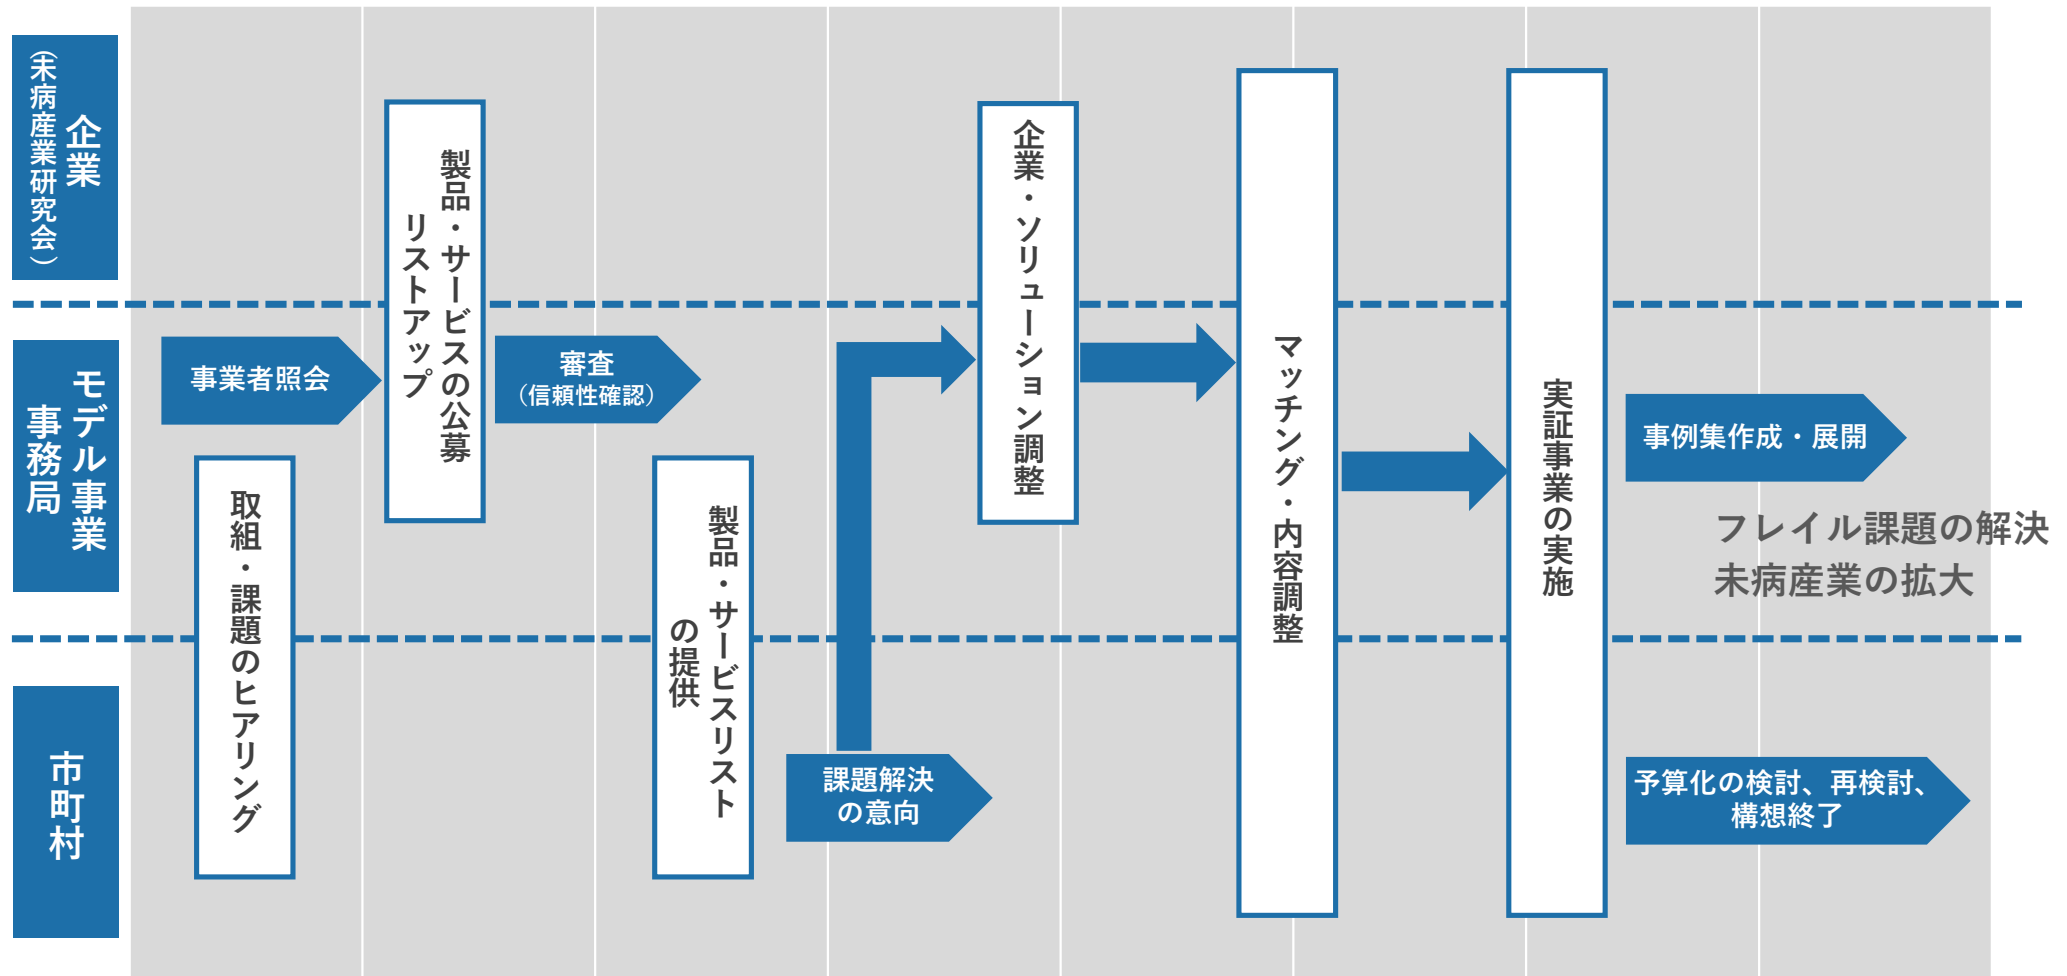 企業
（未病産業研究会）
モデル事業
事務局
市町村
事業者照会
取組・課題のヒアリング
製品・サービスの公募
リストアップ
審査
（信頼性確認）
製品・サービスリスト
の提供
課題解決
の意向
企業・ソリューション調整
マッチング・内容調整
実証事業の実施
事例集作成・展開
フレイル課題の解決
未病産業の拡大
予算化の検討、再検討、
構想終了